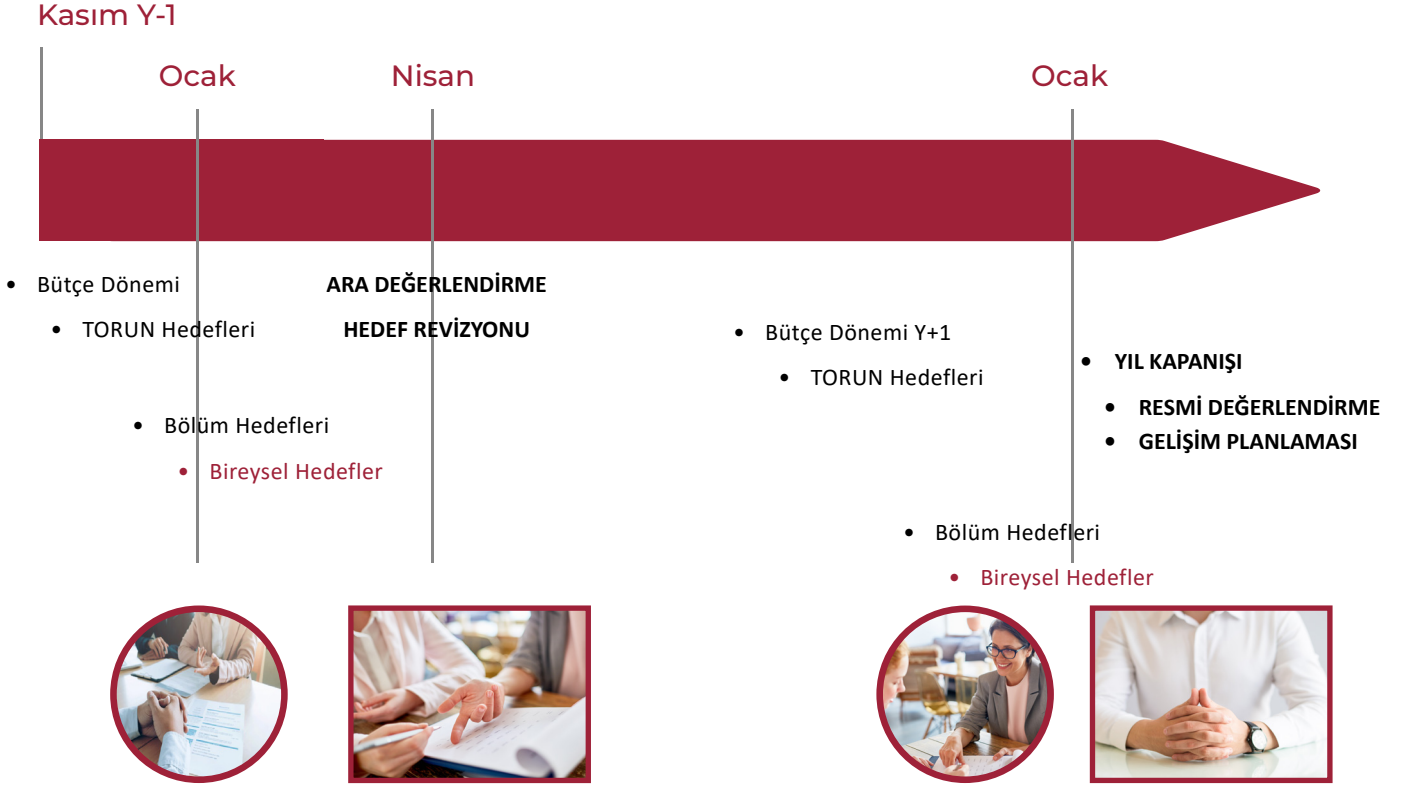 Kasım Y-1
Ocak
Nisan
Ocak
• Bütçe Dönemi
• TORUN Hedefleri
• Bölüm Hedefleri
• Bireysel Hedefler
ARA DEĞERLENDİRME
HEDEF REVİZYONU
• Bütçe Dönemi Y+1
• TORUN Hedefleri
• Bölüm Hedefleri
• Bireysel Hedefler
• YIL KAPANIŞI
• RESMİ DEĞERLENDİRME
• GELİŞİM PLANLAMASI